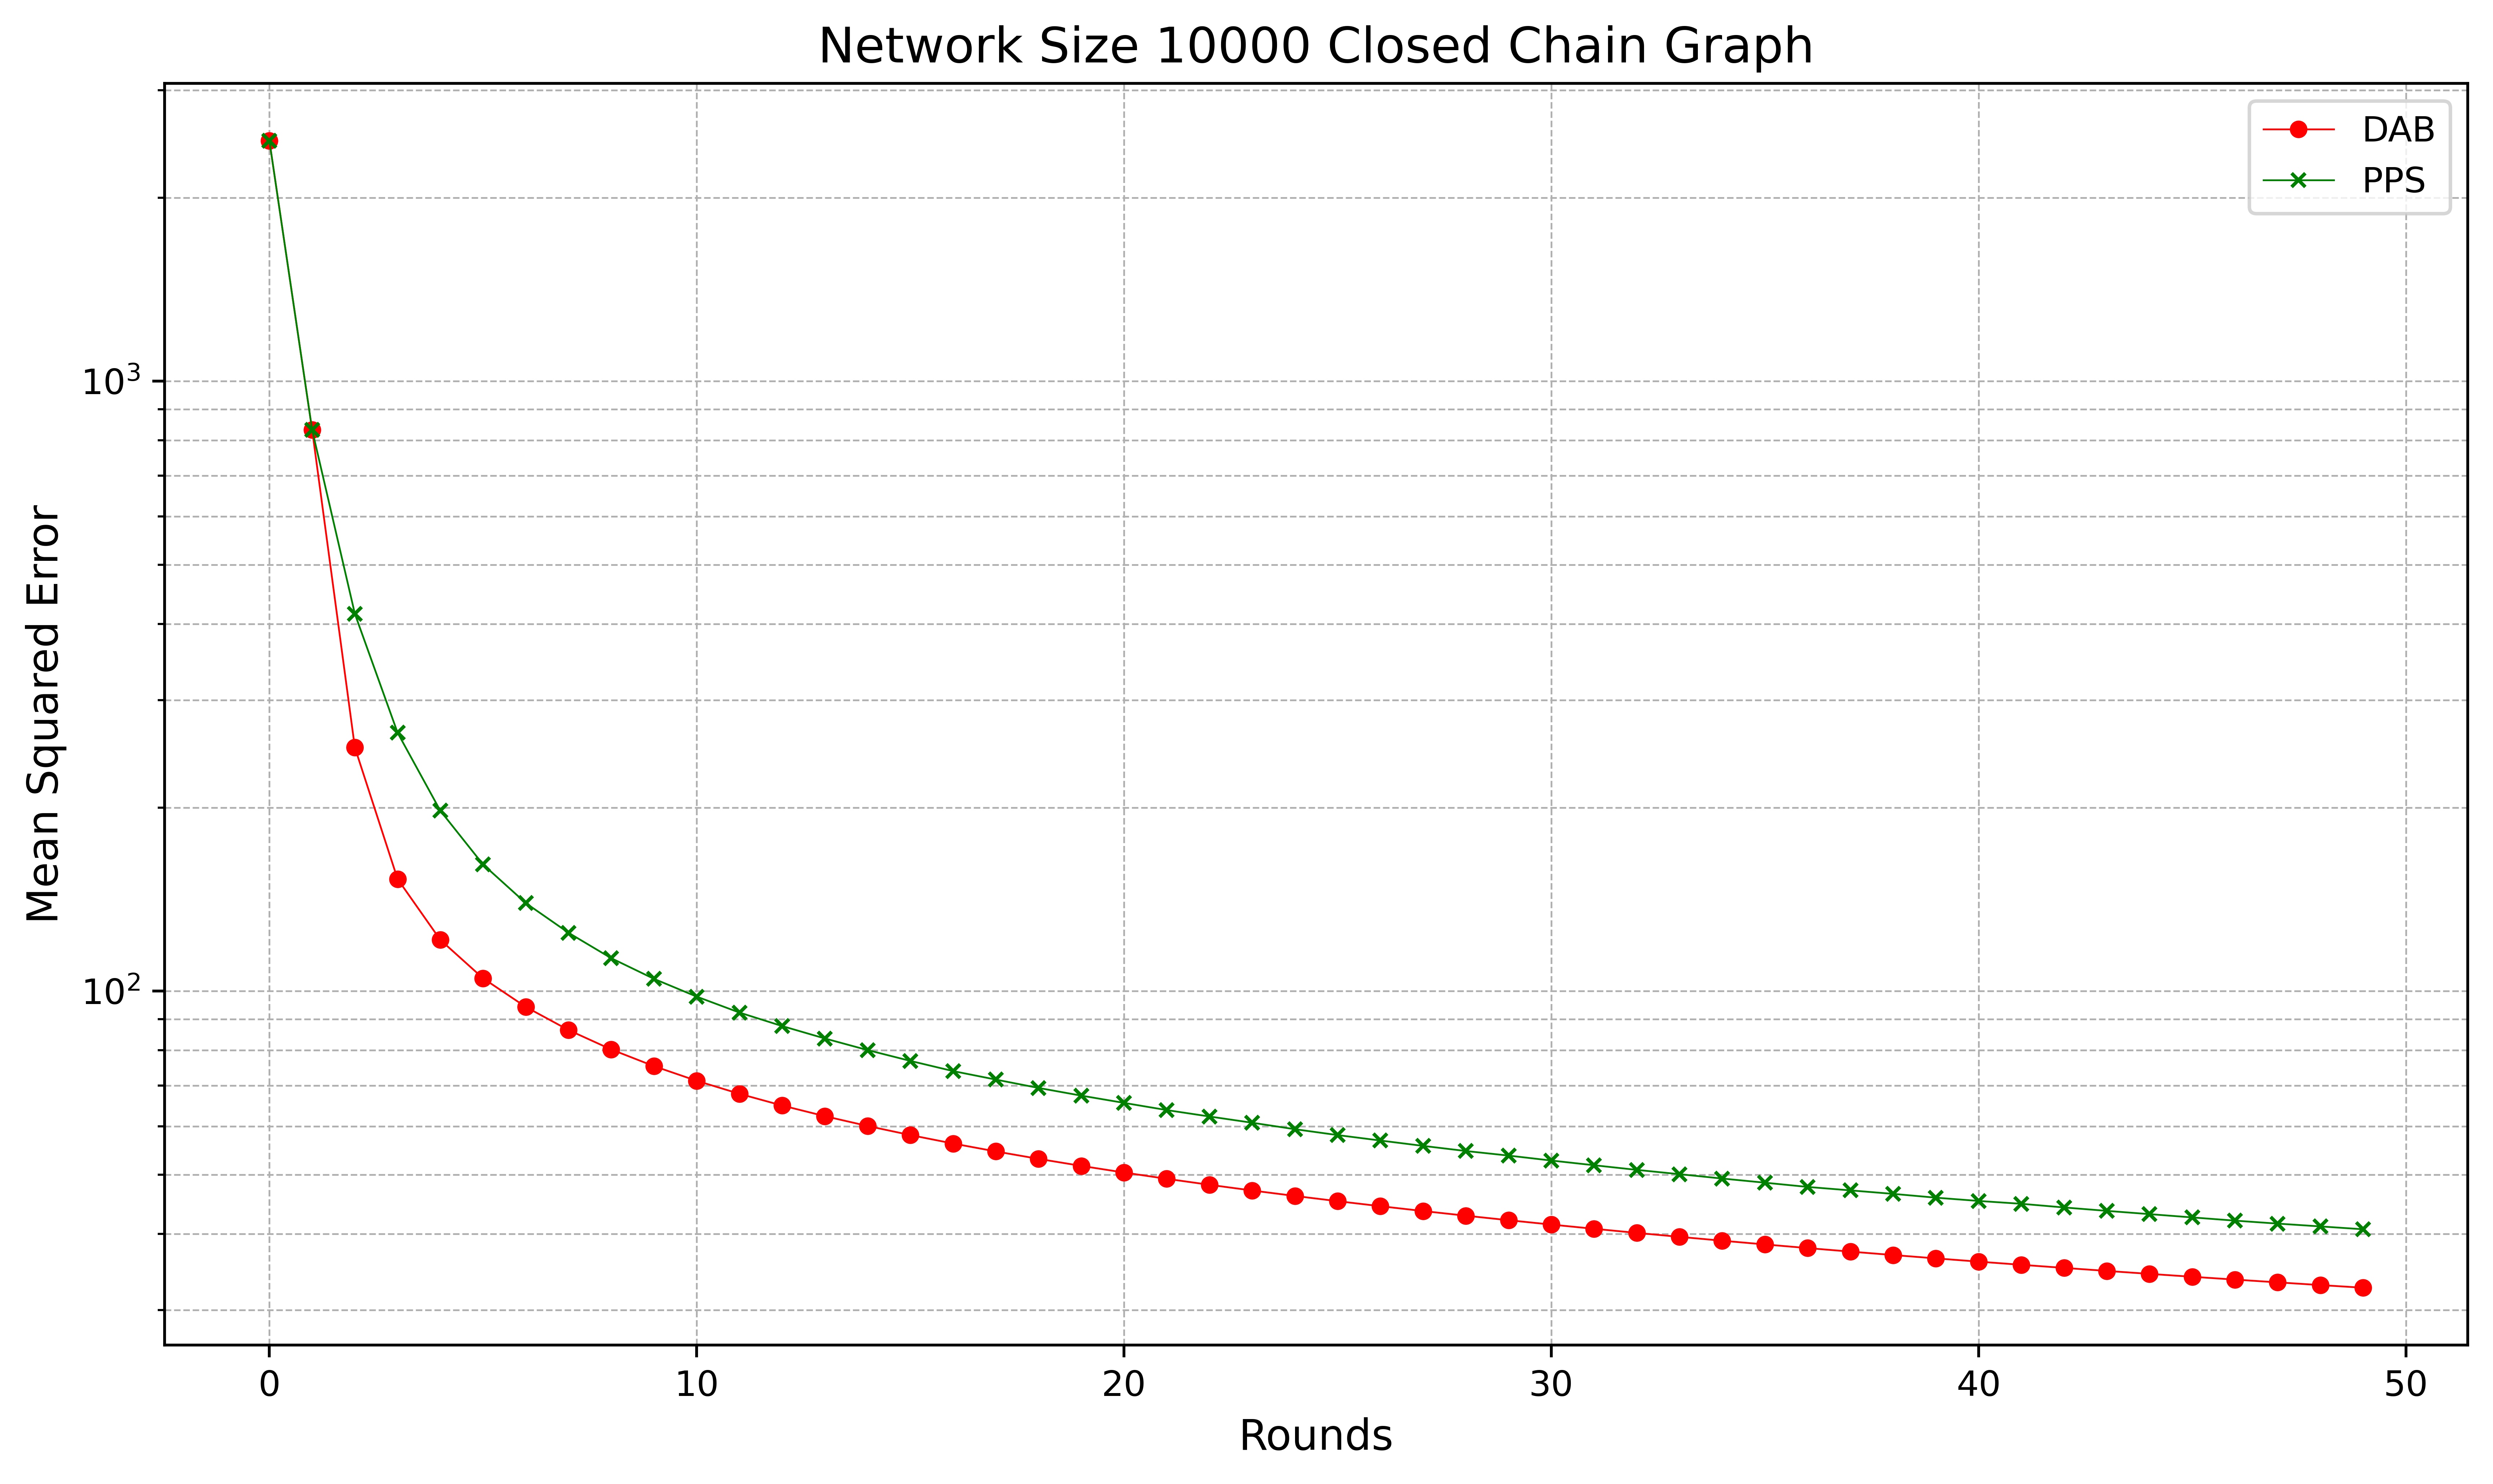 Network Size 10000 Closed Chain Graph
DAB
PPS
Mean Squared Error
10³
10²
0 10 20 30 40 50
Rounds